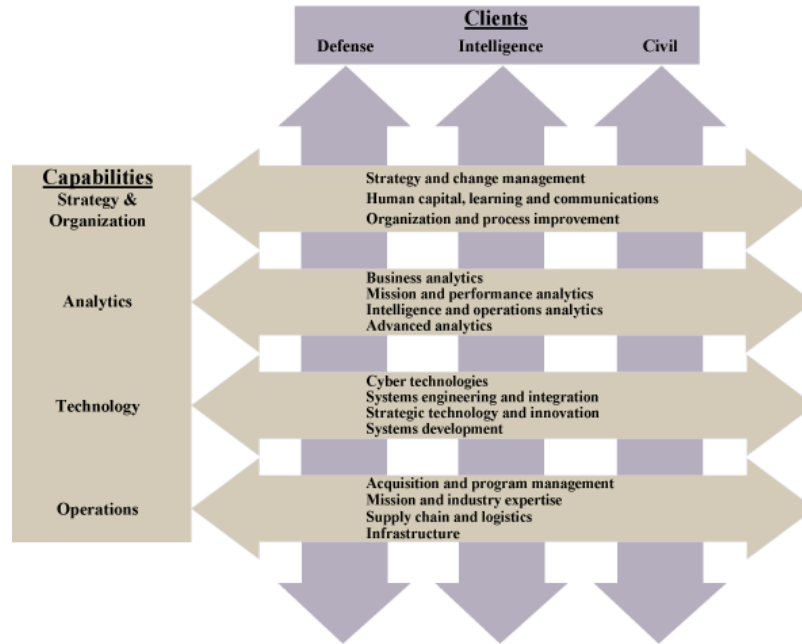 Clients
Defense Intelligence Civil
Capabilities
Strategy &
Organization
Strategy and change management
Human capital, learning and communications
Organization and process improvement
Analytics
Business analytics
Mission and performance analytics
Intelligence and operations analytics
Advanced analytics
Technology
Cyber technologies
Systems engineering and integration
Strategic technology and innovation
Systems development
Operations
Acquisition and program management
Mission and industry expertise
Supply chain and logistics
Infrastructure